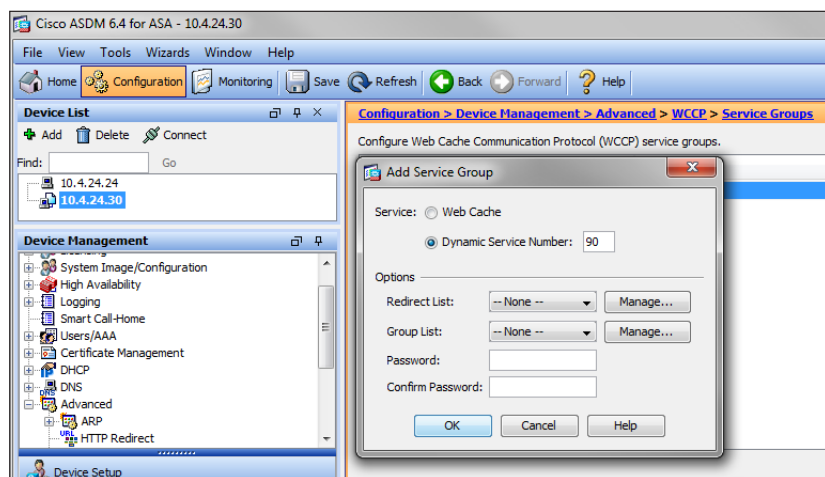 Cisco ASDM 6.4 for ASA - 10.4.24.30
File View Tools Wizards Window Help
Home Configuration Monitoring Save Refresh Back Forward Help
Device List
Add Delete Connect
Find: Go
10.4.24.24
10.4.24.30
Device Management
Licensing
System Image/Configuration
High Availability
Logging
Smart Call-Home
Users/AAA
Certificate Management
DHCP
DNS
DNS
Advanced
ARP
URL
HTTP Redirect
Device Setup
Configuration > Device Management > Advanced > WCCP > Service Groups
Configure Web Cache Communication Protocol (WCCP) service groups.
Add Service Group
Service: Web Cache
Dynamic Service Number: 90
Options
Redirect List: -- None -- Manage...
Group List: -- None -- Manage...
Password:
Confirm Password:
OK Cancel Help